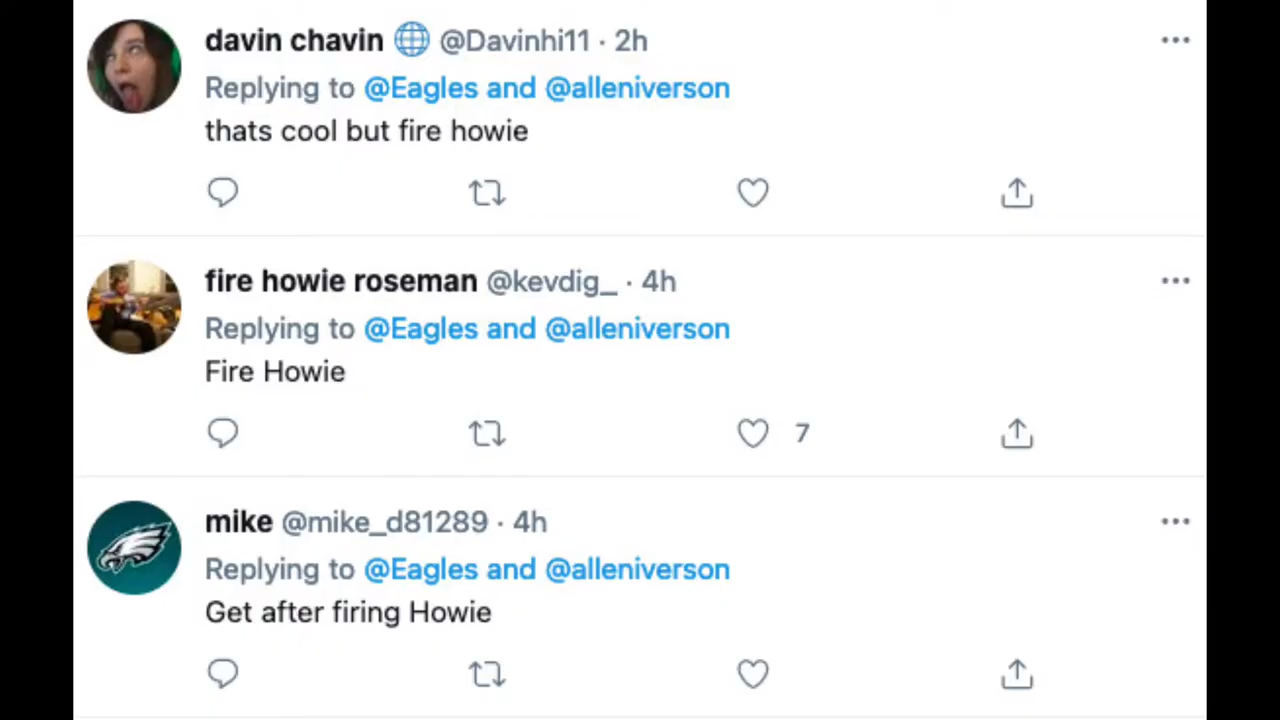 davin chavin 🌐 @Davinhi11 · 2h
Replying to @Eagles and @alleniverson
thats cool but fire howie
fire howie roseman @kevdig_ · 4h
Replying to @Eagles and @alleniverson
Fire Howie
7
mike @mike_d81289 · 4h
Replying to @Eagles and @alleniverson
Get after firing Howie